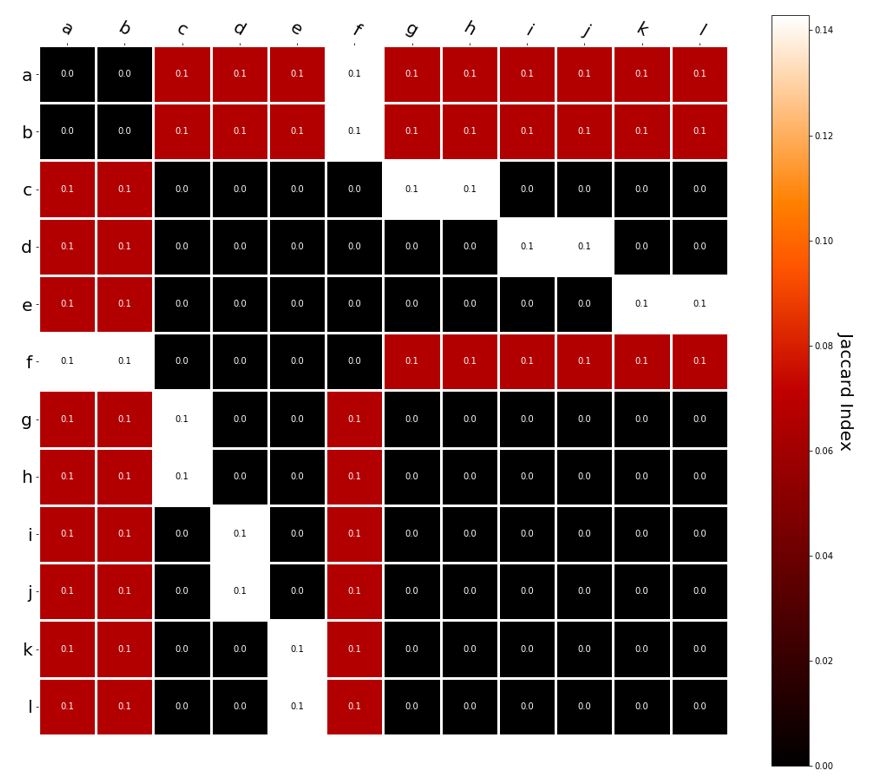 a b c d e f g h i j k l
a 0.0 0.0 0.1 0.1 0.1 0.1 0.1 0.1 0.1 0.1 0.1 0.1
b 0.0 0.0 0.1 0.1 0.1 0.1 0.1 0.1 0.1 0.1 0.1 0.1
c 0.1 0.1 0.0 0.0 0.0 0.0 0.1 0.1 0.0 0.0 0.0 0.0
d 0.1 0.1 0.0 0.0 0.0 0.0 0.0 0.0 0.1 0.1 0.0 0.0
e 0.1 0.1 0.0 0.0 0.0 0.0 0.0 0.0 0.0 0.0 0.1 0.1
f 0.1 0.1 0.0 0.0 0.0 0.0 0.1 0.1 0.1 0.1 0.1 0.1
g 0.1 0.1 0.1 0.0 0.0 0.1 0.0 0.0 0.0 0.0 0.0 0.0
h 0.1 0.1 0.1 0.0 0.0 0.1 0.0 0.0 0.0 0.0 0.0 0.0
i 0.1 0.1 0.0 0.1 0.0 0.1 0.0 0.0 0.0 0.0 0.0 0.0
j 0.1 0.1 0.0 0.1 0.0 0.1 0.0 0.0 0.0 0.0 0.0 0.0
k 0.1 0.1 0.0 0.0 0.1 0.1 0.0 0.0 0.0 0.0 0.0 0.0
l 0.1 0.1 0.0 0.0 0.1 0.1 0.0 0.0 0.0 0.0 0.0 0.0
0.14
0.12
0.10
0.08
0.06
0.04
0.02
0.00
Jaccard Index